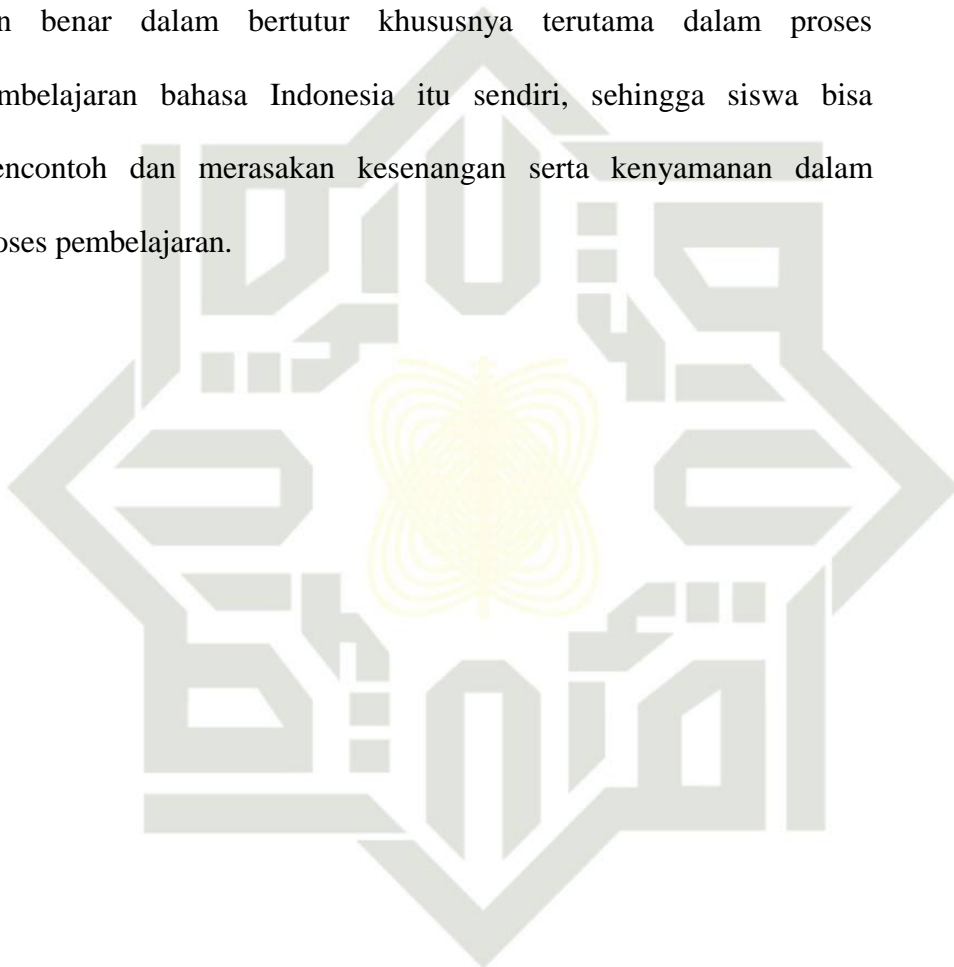 n benar dalam bertutur khususnya terutama dalam proses
mbelajaran bahasa Indonesia itu sendiri, sehingga siswa bisa
encontoh dan merasakan kesenangan serta kenyamanan dalam
oses pembelajaran.